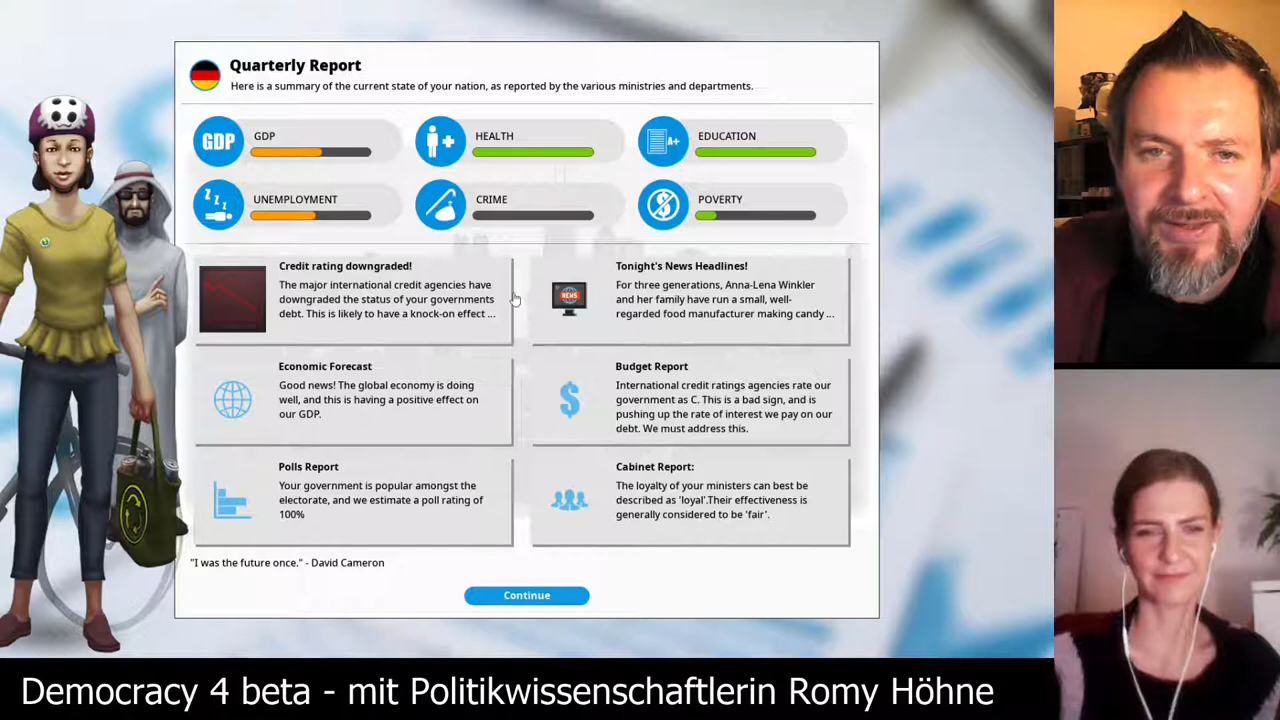 Quarterly Report
Here is a summary of the current state of your nation, as reported by the various ministries and departments.
GDP
GDP
HEALTH
A+
EDUCATION
Z Z Z
UNEMPLOYMENT
CRIME
$
POVERTY
Credit rating downgraded!
The major international credit agencies have
downgraded the status of your governments
debt. This is likely to have a knock-on effect ...
NEWS
Tonight's News Headlines!
For three generations, Anna-Lena Winkler
and her family have run a small, well-
regarded food manufacturer making candy ...
Economic Forecast
Good news! The global economy is doing
well, and this is having a positive effect on
our GDP.
$
Budget Report
International credit ratings agencies rate our
government as C. This is a bad sign, and is
pushing up the rate of interest we pay on our
debt. We must address this.
Polls Report
Your government is popular amongst the
electorate, and we estimate a poll rating of
100%
Cabinet Report:
The loyalty of your ministers can best be
described as 'loyal'.Their effectiveness is
generally considered to be 'fair'.
"I was the future once." - David Cameron
Continue
Democracy 4 beta - mit Politikwissenschaftlerin Romy Höhne